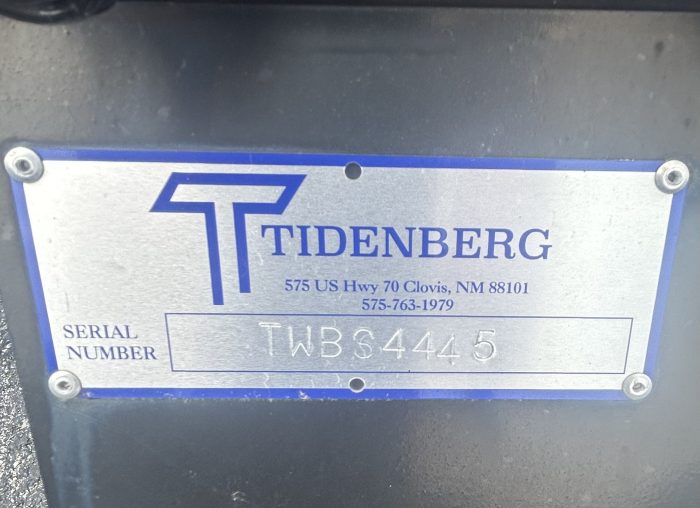 TIDENBERG
575 US Hwy 70 Clovis, NM 88101
575-763-1979
SERIAL
NUMBER
TWBS4445